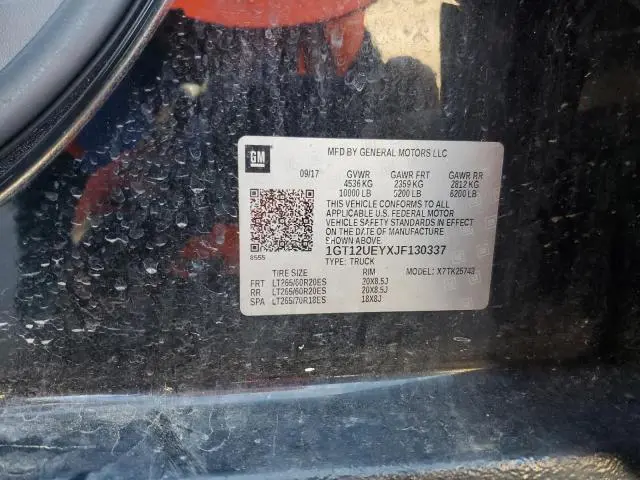 GM
MFD BY GENERAL MOTORS LLC
09/17 GVWR GAWR FRT GAWR RR
4536 KG 2359 KG 2812 KG
10000 LB 5200 LB 6200 LB
THIS VEHICLE CONFORMS TO ALL
APPLICABLE U.S. FEDERAL MOTOR
VEHICLE SAFETY STANDARDS IN EFFECT
ON THE DATE OF MANUFACTURE
SHOWN ABOVE.
8555
1GT12UEYXJF130337
TYPE: TRUCK MODEL: X7TK25743
TIRE SIZE RIM
FRT LT265/60R20ES 20X8.5J
RR LT265/60R20ES 20X8.5J
SPA LT265/70R18ES 18X8J